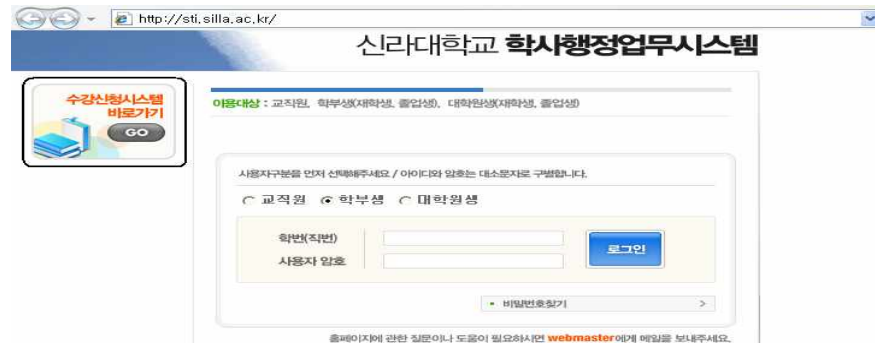 http://sti.silla.ac.kr/
신라대학교 학사행정업무시스템
수강신청시스템
바로가기
GO
이용대상 : 교직원, 학부생(재학생, 졸업생), 대학원생(재학생, 졸업생)
사용자구분을 먼저 선택해주세요 / 아이디와 암호는 대소문자로 구별합니다.
교직원 학부생 대학원생
학번(직번)
사용자 암호
로그인
비밀번호찾기
홈페이지에 관한 질문이나 도움이 필요하시면 webmaster에게 메일을 보내주세요.